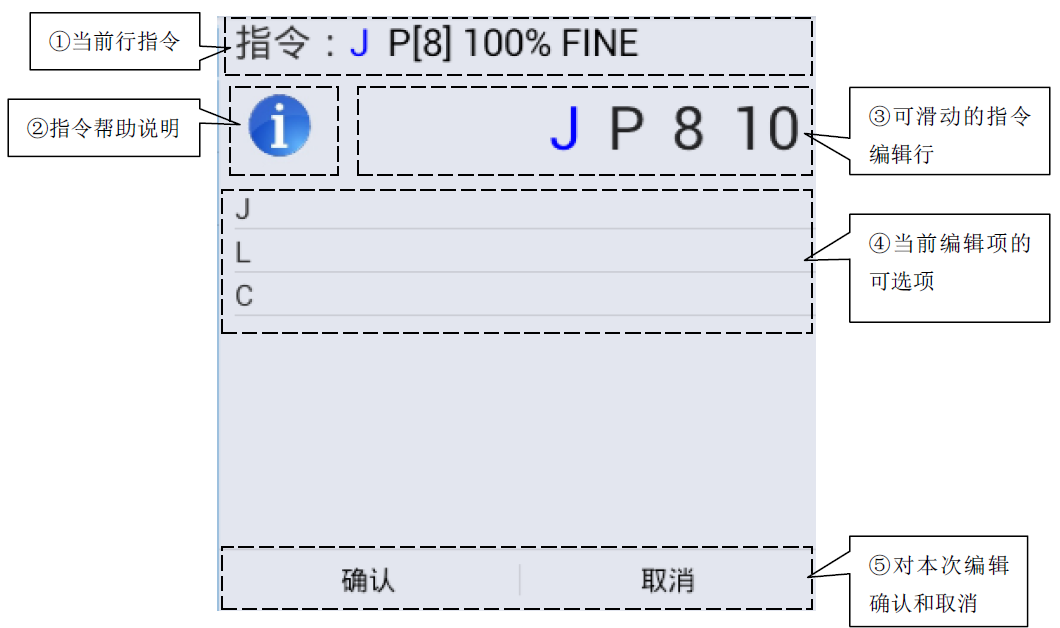 ①当前行指令
指令：J P[8] 100% FINE
②指令帮助说明
i
J P 8 10
③可滑动的指令
编辑行
J
L
C
④当前编辑项的
可选项
确认
取消
⑤对本次编辑
确认和取消